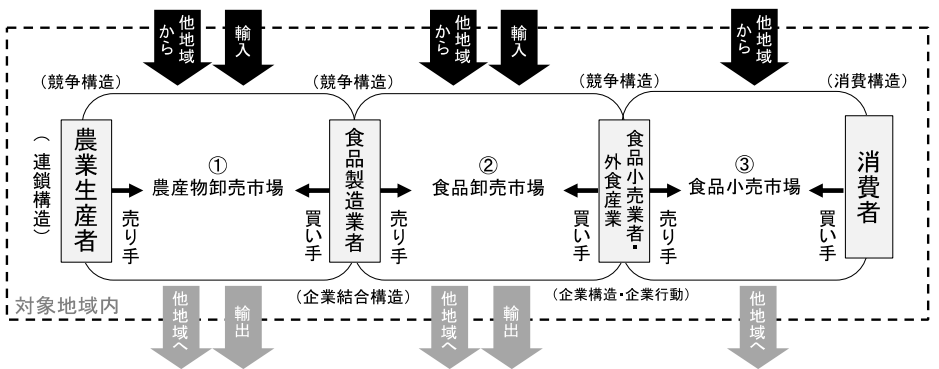 他地域から
輸入
他地域から
輸入
他地域から
（競争構造）
（競争構造）
（競争構造）
（消費構造）
（連鎖構造）
農業生産者
①
農産物卸売市場
売り手
買い手
食品製造業者
②
食品卸売市場
売り手
買い手
食品小売業者・
外食産業
③
食品小売市場
売り手
買い手
消費者
（企業結合構造）
（企業構造・企業行動）
対象地域内
他地域へ
輸出
他地域へ
輸出
他地域へ